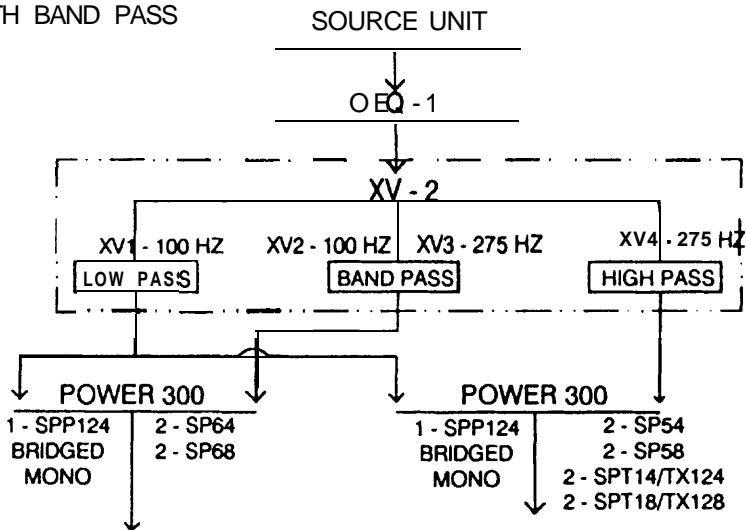 TH BAND PASS
SOURCE UNIT
OEQ-1
XV - 2
XV1 - 100 HZ
XV2 - 100 HZ
XV3 - 275 HZ
XV4 - 275 HZ
LOW PASS
BAND PASS
HIGH PASS
POWER 300
POWER 300
1 - SPP124
BRIDGED
MONO
2 - SP64
2 - SP68
1 - SPP124
BRIDGED
MONO
2 - SP54
2 - SP58
2 - SPT14/TX124
2 - SPT18/TX128